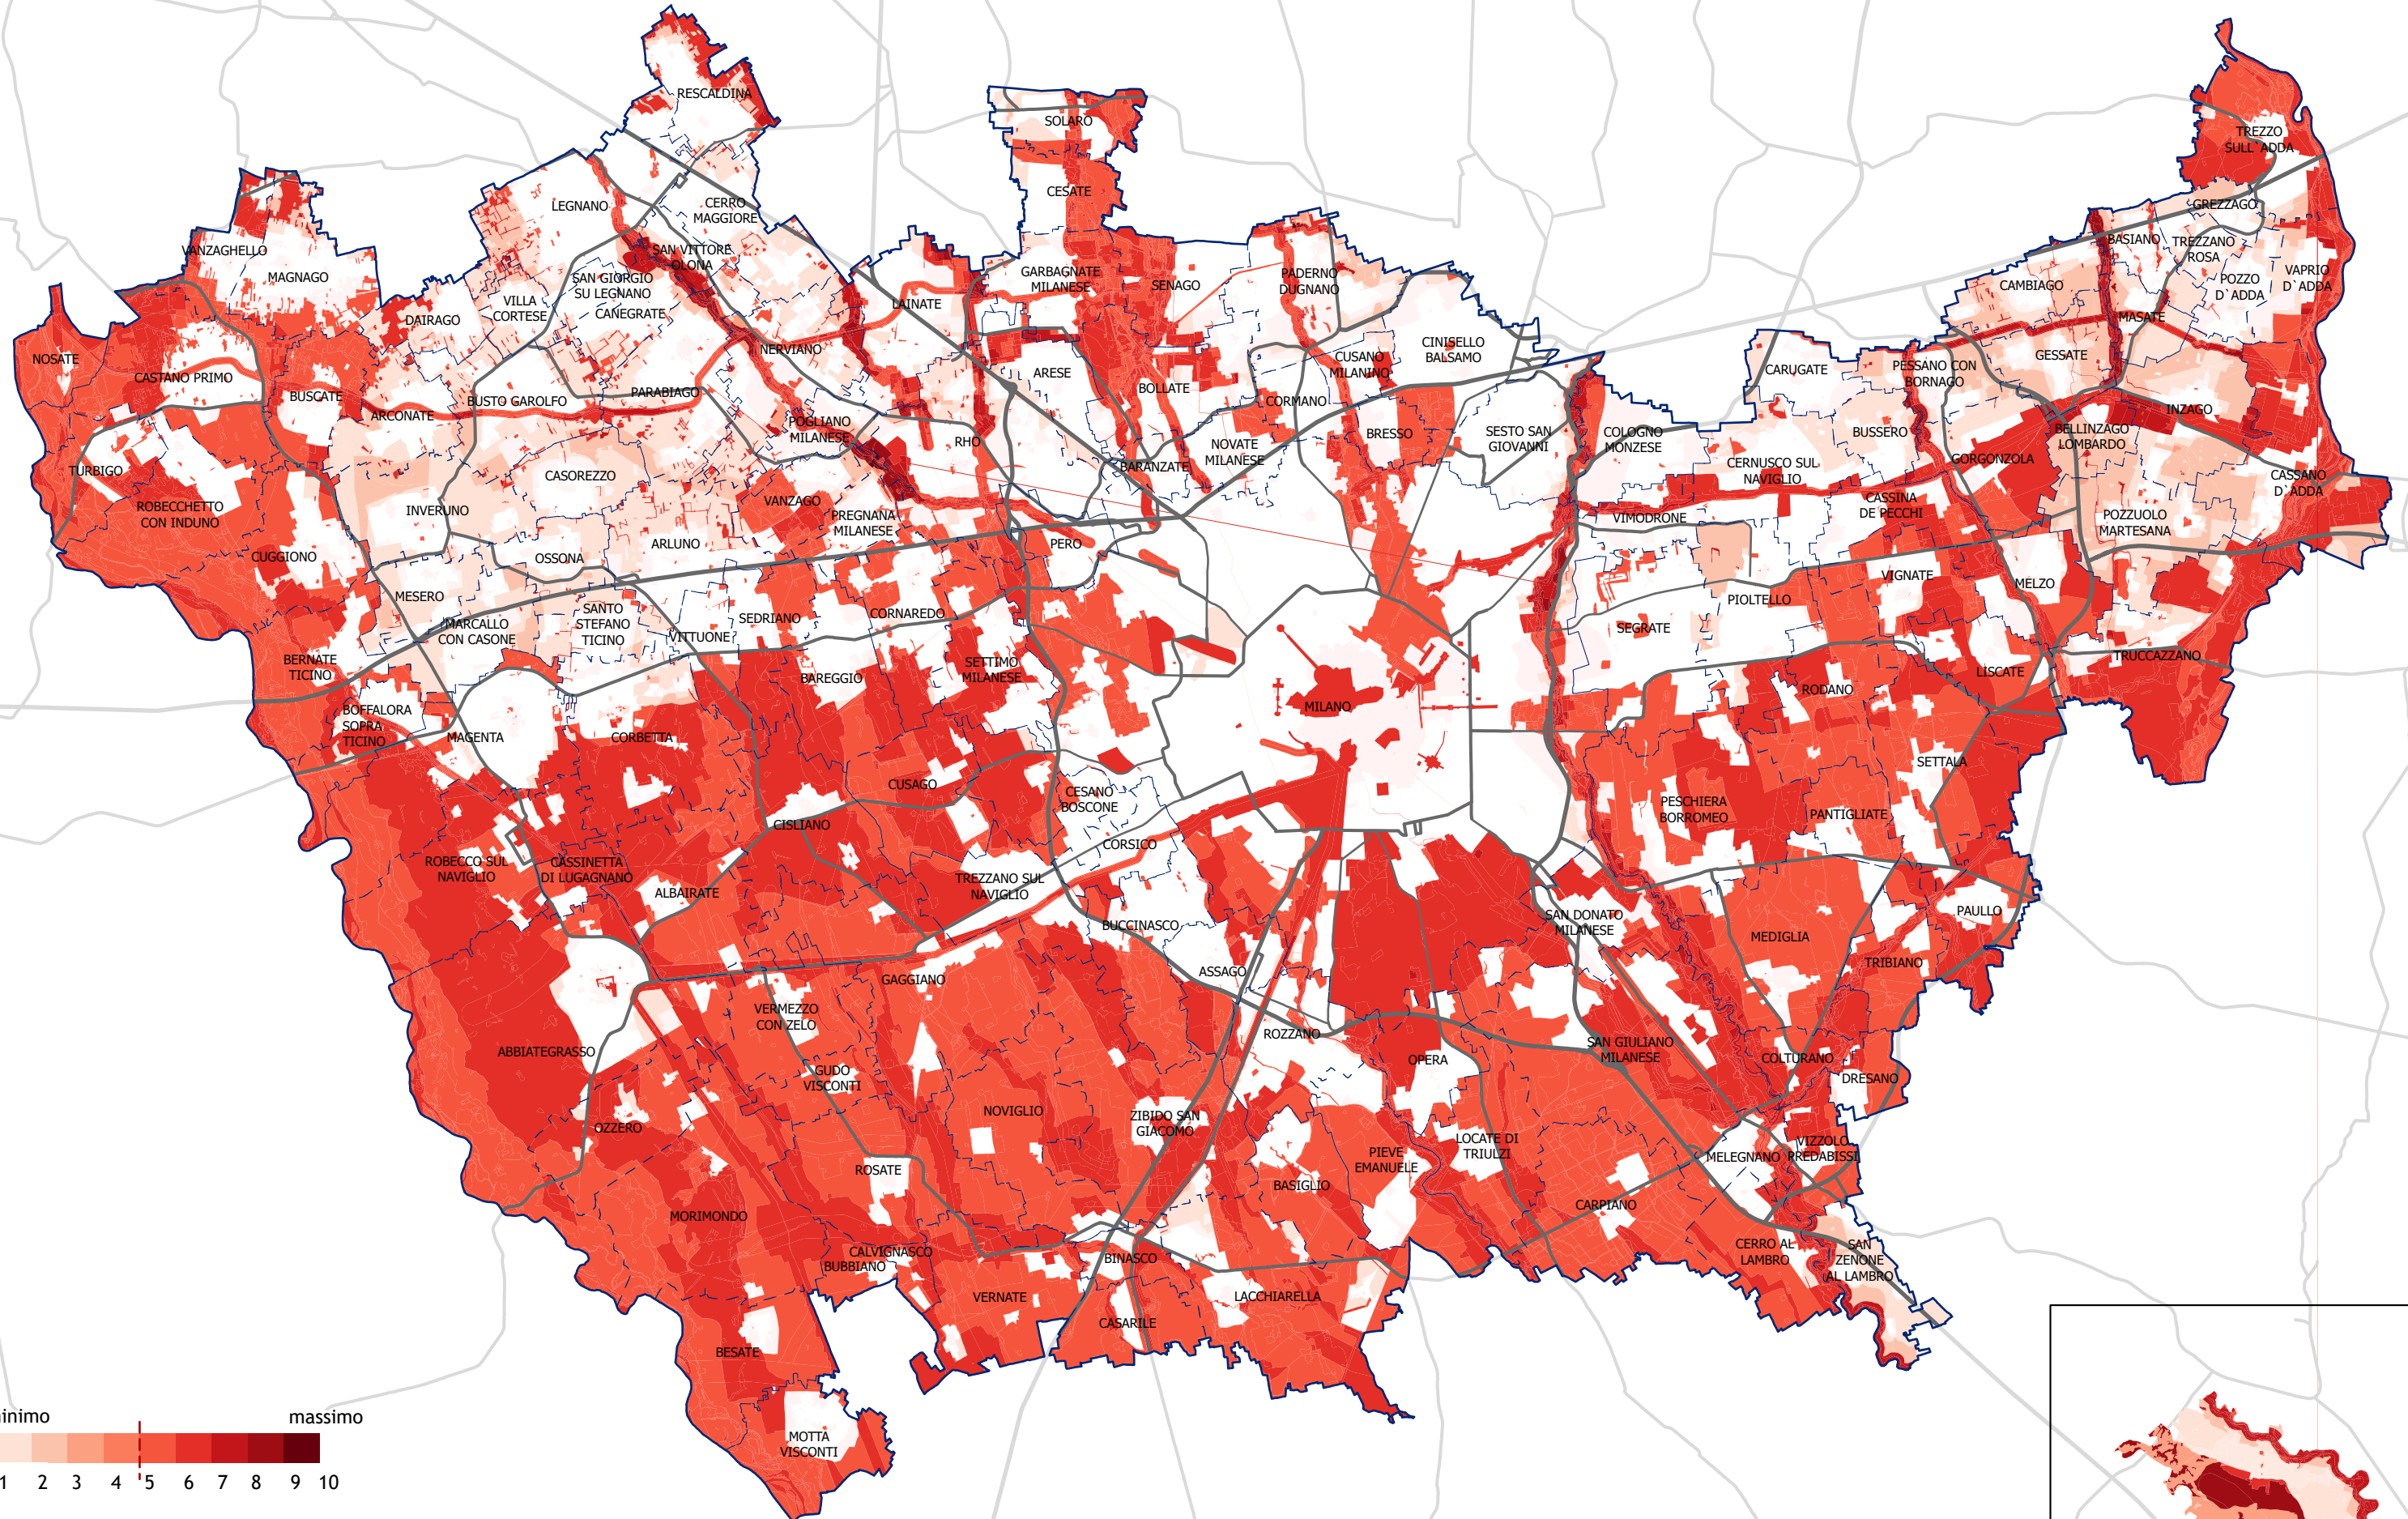 RESCALDINA
SOLARO
TREZZO
SULL`ADDA
CESATE
LEGNANO
CERRO
MAGGIORE
GREZZAGO
VANZAGHELLO
MAGNAGO
SAN VITTORE
OLONA
BASIANO
TREZZANO
ROSA
SAN GIORGIO
SU LEGNANO
CANEGRATE
VILLA
CORTESE
GARBAGNATE
MILANESE
SENAGO
PADERNO
DUGNANO
CAMBIAGO
POZZO
D`ADDA
VAPRIO
D`ADDA
DAIRAGO
LAINATE
MASATE
NOSATE
NERVIANO
CUSANO
MILANINO
CINISELLO
BALSAMO
CARUGATE
PESSANO CON
BORNAGO
GESSATE
CASTANO PRIMO
BUSCATE
ARCONATE
BUSTO GAROLFO
PARABIAGO
ARESE
BOLLATE
CORMANO
INZAGO
POGLIANO
MILANESE
RHO
NOVATE
MILANESE
BRESSO
SESTO SAN
GIOVANNI
COLOGNO
MONZESE
BUSSERO
BELLINZAGO
LOMBARDO
TURBIGO
CASOREZZO
BARANZATE
CERNUSCO SUL
NAVIGLIO
GORGONZOLA
CASSANO
D`ADDA
ROBECCHETTO
CON INDUNO
INVERUNO
VANZAGO
PREGNANA
MILANESE
VIMODRONE
CASSINA
DE PECCHI
POZZUOLO
MARTESANA
CUGGIONO
OSSONA
ARLUNO
PERO
MESERO
VIGNATE
MELZO
MARCALLO
CON CASONE
SANTO
STEFANO
TICINO
VITTUONE
SEDRIANO
CORNAREDO
PIOLTELLO
SEGRATE
BERNATE
TICINO
BAREGGIO
SETTIMO
MILANESE
TRUCCAZZANO
LISCATE
BOFFALORA
SOPRA
TICINO
MAGENTA
CORBETTA
MILANO
RODANO
CUSAGO
CESANO
BOSCONE
SETTALA
CISLIANO
PESCHIERA
BORROMEO
PANTIGLIATE
CORSICO
ROBECCO SUL
NAVIGLIO
CASSINETTA
DI LUGAGNANO
ALBAIRATE
TREZZANO SUL
NAVIGLIO
BUCCINASCO
SAN DONATO
MILANESE
PAULLO
MEDIGLIA
TRIBIANO
ASSAGO
GAGGIANO
VERMEZZO
CON ZELO
ROZZANO
ABBIATEGRASSO
OPERA
SAN GIULIANO
MILANESE
COLTURANO
DRESANO
GUDO
VISCONTI
NOVIGLIO
OZZERO
ZIBIDO SAN
GIACOMO
PIEVE
EMANUELE
LOCATE DI
TRIULZI
VIZZOLO
PREDABISSI
MELEGNANO
ROSATE
BASIGLIO
CARPIANO
MORIMONDO
CALVIGNASCO
BUBBIANO
BINASCO
CERRO AL
LAMBRO
SAN
ZENONE
AL LAMBRO
VERNATE
LACCHIARELLA
CASARILE
BESATE
MOTTA
VISCONTI
massimo
1 2 3 4 5 6 7 8 9 10